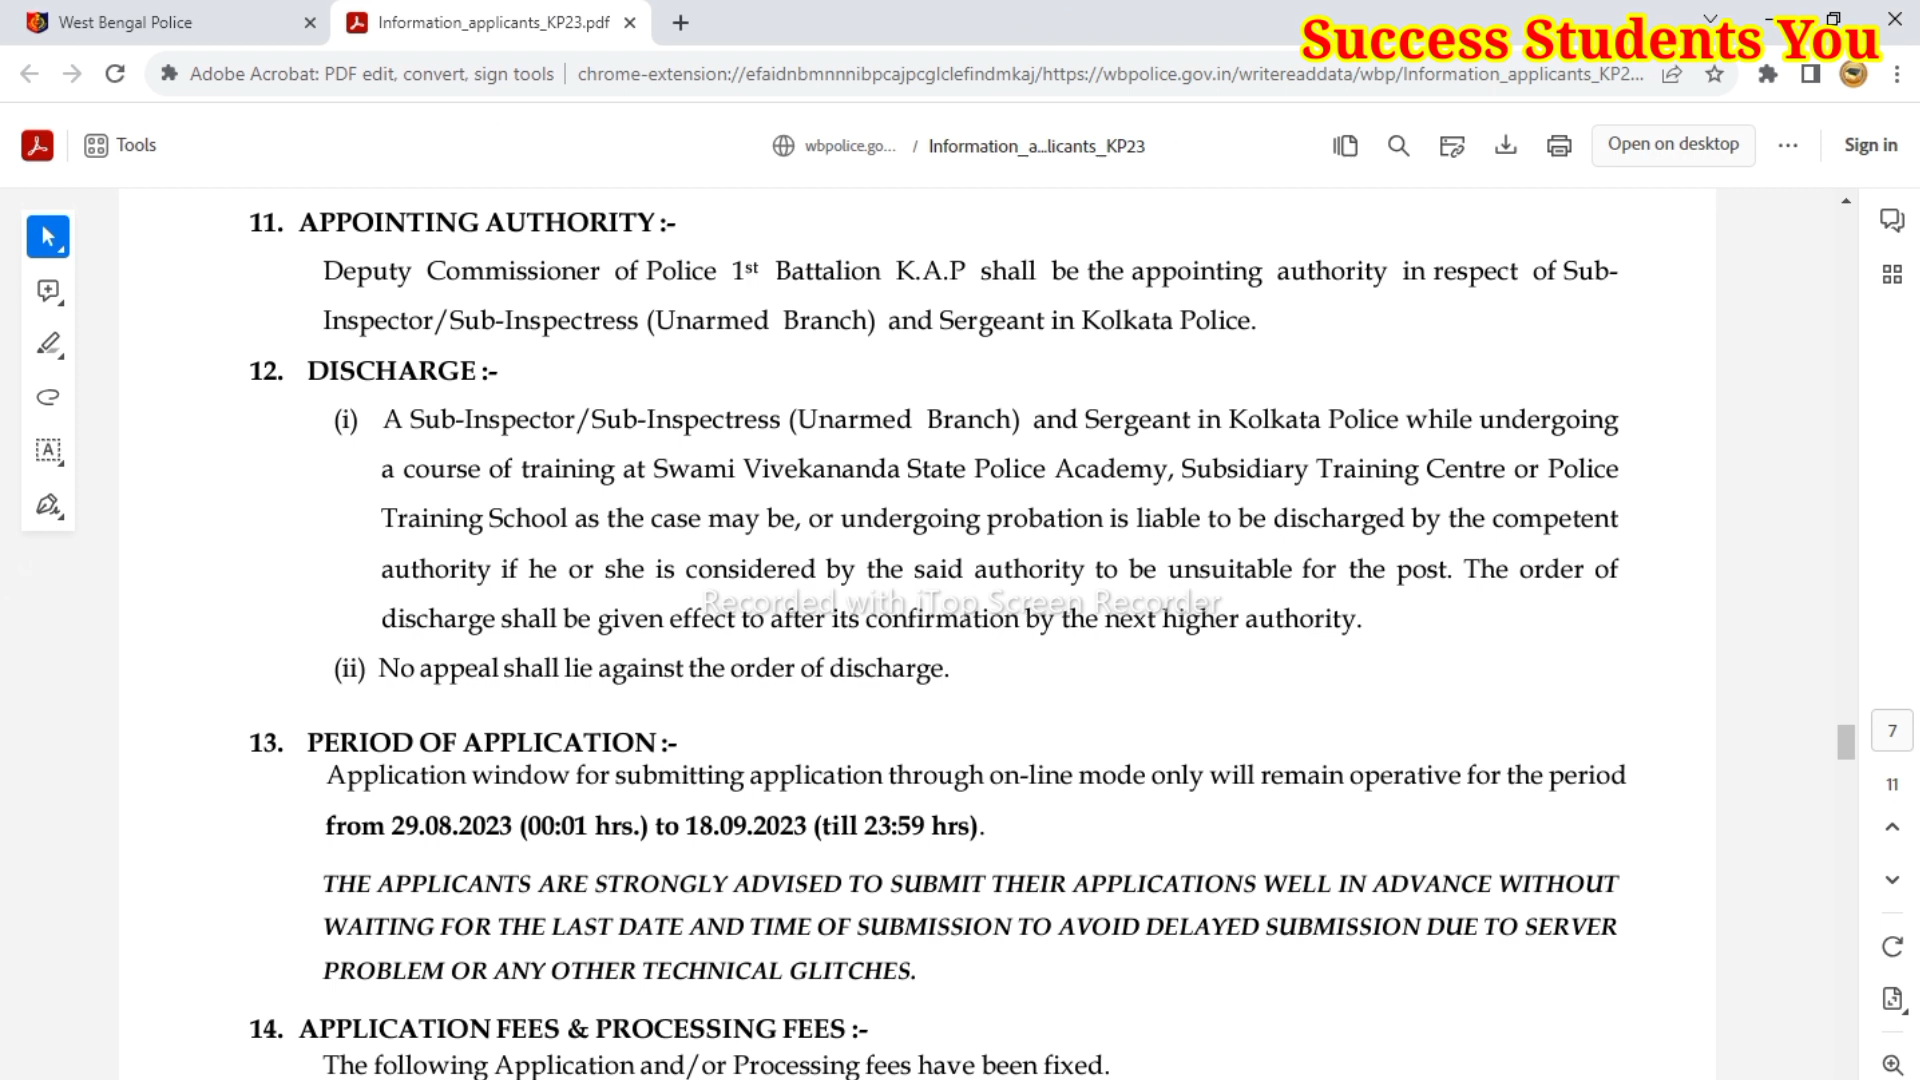 West Bengal Police
Information_applicants_KP23.pdf
Success Students You
Adobe Acrobat: PDF edit, convert, sign tools
chrome-extension://efaidnbmnnnibpcajpcglclefindmkaj/https://wbpolice.gov.in/writereaddata/wbp/Information_applicants_KP2...
Tools
wbpolice.go... / Information_a...licants_KP23
Open on desktop
Sign in
11. APPOINTING AUTHORITY :-
Deputy Commissioner of Police 1st Battalion K.A.P shall be the appointing authority in respect of Sub-
Inspector/Sub-Inspectress (Unarmed Branch) and Sergeant in Kolkata Police.
12. DISCHARGE :-
(i) A Sub-Inspector/Sub-Inspectress (Unarmed Branch) and Sergeant in Kolkata Police while undergoing
a course of training at Swami Vivekananda State Police Academy, Subsidiary Training Centre or Police
Training School as the case may be, or undergoing probation is liable to be discharged by the competent
authority if he or she is considered by the said authority to be unsuitable for the post. The order of
Recorded with iTop Screen Recorder
discharge shall be given effect to after its confirmation by the next higher authority.
(ii) No appeal shall lie against the order of discharge.
13. PERIOD OF APPLICATION :-
Application window for submitting application through on-line mode only will remain operative for the period
from 29.08.2023 (00:01 hrs.) to 18.09.2023 (till 23:59 hrs).
THE APPLICANTS ARE STRONGLY ADVISED TO SUBMIT THEIR APPLICATIONS WELL IN ADVANCE WITHOUT
WAITING FOR THE LAST DATE AND TIME OF SUBMISSION TO AVOID DELAYED SUBMISSION DUE TO SERVER
PROBLEM OR ANY OTHER TECHNICAL GLITCHES.
14. APPLICATION FEES & PROCESSING FEES :-
The following Application and/or Processing fees have been fixed.
7
11